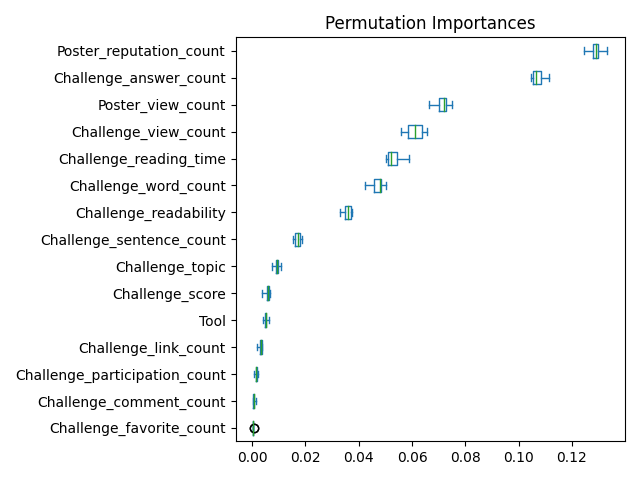 Permutation Importances
Poster_reputation_count
Challenge_answer_count
Poster_view_count
Challenge_view_count
Challenge_reading_time
Challenge_word_count
Challenge_readability
Challenge_sentence_count
Challenge_topic
Challenge_score
Tool
Challenge_link_count
Challenge_participation_count
Challenge_comment_count
Challenge_favorite_count
0.00 0.02 0.04 0.06 0.08 0.10 0.12